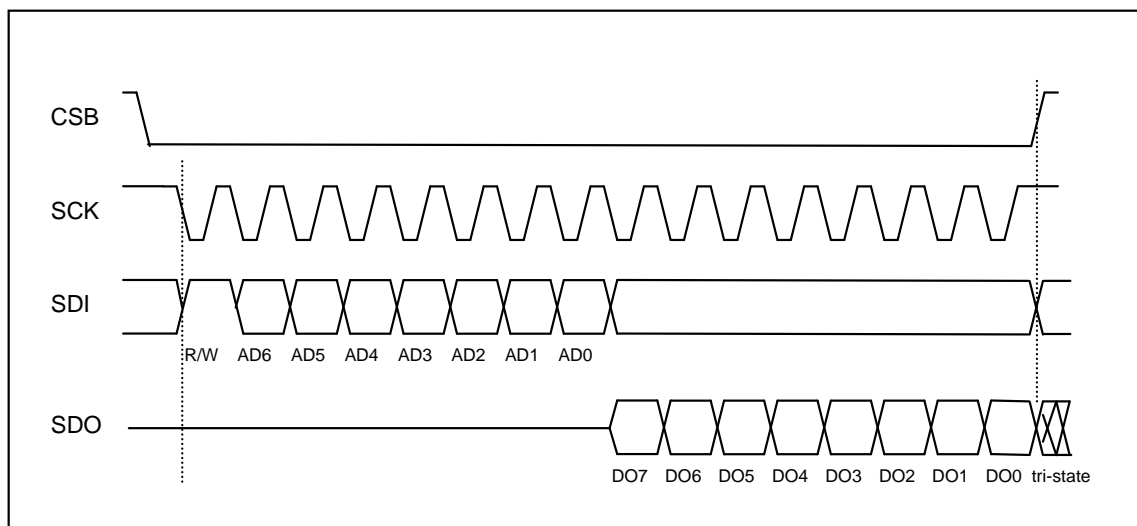 CSB
SCK
SDI
R/W AD6 AD5 AD4 AD3 AD2 AD1 AD0
SDO
DO7 DO6 DO5 DO4 DO3 DO2 DO1 DO0 tri-state